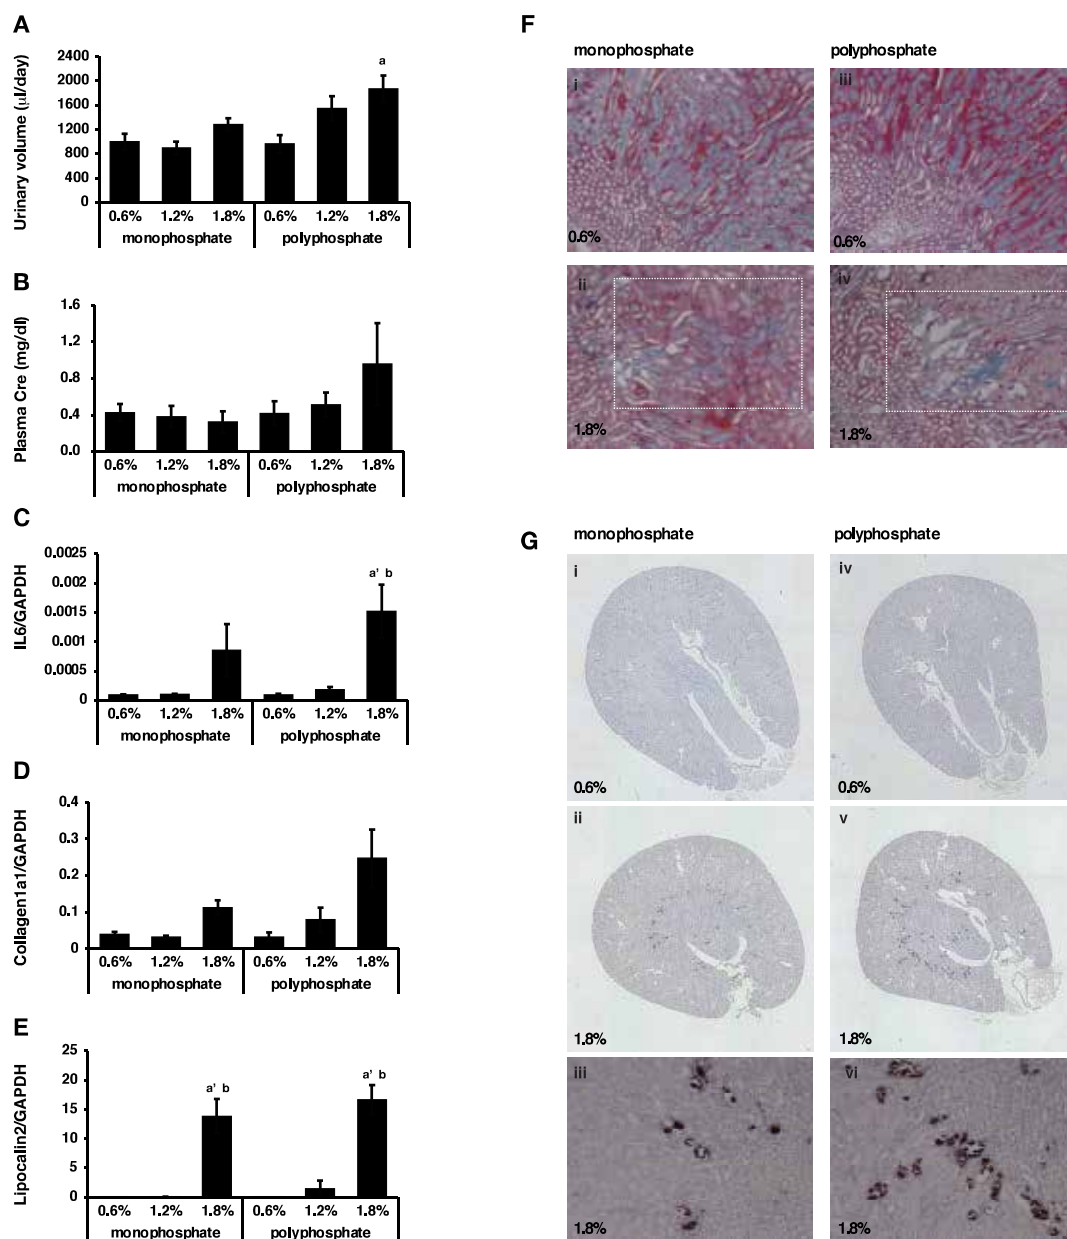 A
Urinary volume (μl/day)
2400
2000
1600
1200
800
400
0
a
0.6% 1.2% 1.8% 0.6% 1.2% 1.8%
monophosphate polyphosphate
B
Plasma Cre (mg/dl)
1.6
1.2
0.8
0.4
0.0
0.6% 1.2% 1.8% 0.6% 1.2% 1.8%
monophosphate polyphosphate
C
IL6/GAPDH
0.0025
0.002
0.0015
0.001
0.0005
0
a' b
0.6% 1.2% 1.8% 0.6% 1.2% 1.8%
monophosphate polyphosphate
D
Collagen1a1/GAPDH
0.4
0.3
0.2
0.1
0
0.6% 1.2% 1.8% 0.6% 1.2% 1.8%
monophosphate polyphosphate
E
Lipocalin2/GAPDH
25
20
15
10
5
0
a' b a' b
0.6% 1.2% 1.8% 0.6% 1.2% 1.8%
monophosphate polyphosphate
F
monophosphate polyphosphate
i iii
0.6% 0.6%
ii iv
1.8% 1.8%
G
monophosphate polyphosphate
i iv
0.6% 0.6%
ii v
1.8% 1.8%
iii vi
1.8% 1.8%